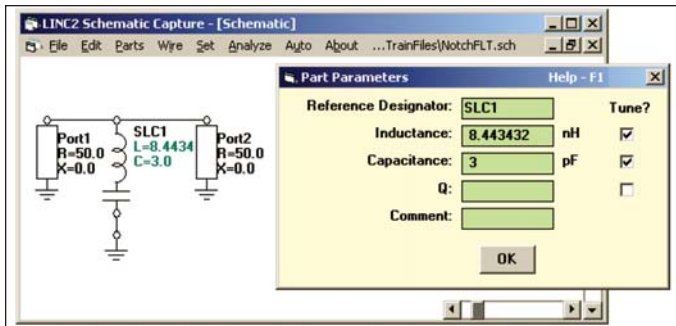 LINC2 Schematic Capture - [Schematic]
File Edit Parts Wire Set Analyze Auto About ...TrainFiles\NotchFLT.sch
Port1
R=50.0
X=0.0
SLC1
L=8.4434
C=3.0
Port2
R=50.0
X=0.0
Part Parameters Help - F1
Reference Designator: SLC1 Tune?
Inductance: 8.443432 nH
Capacitance: 3 pF
Q:
Comment:
OK